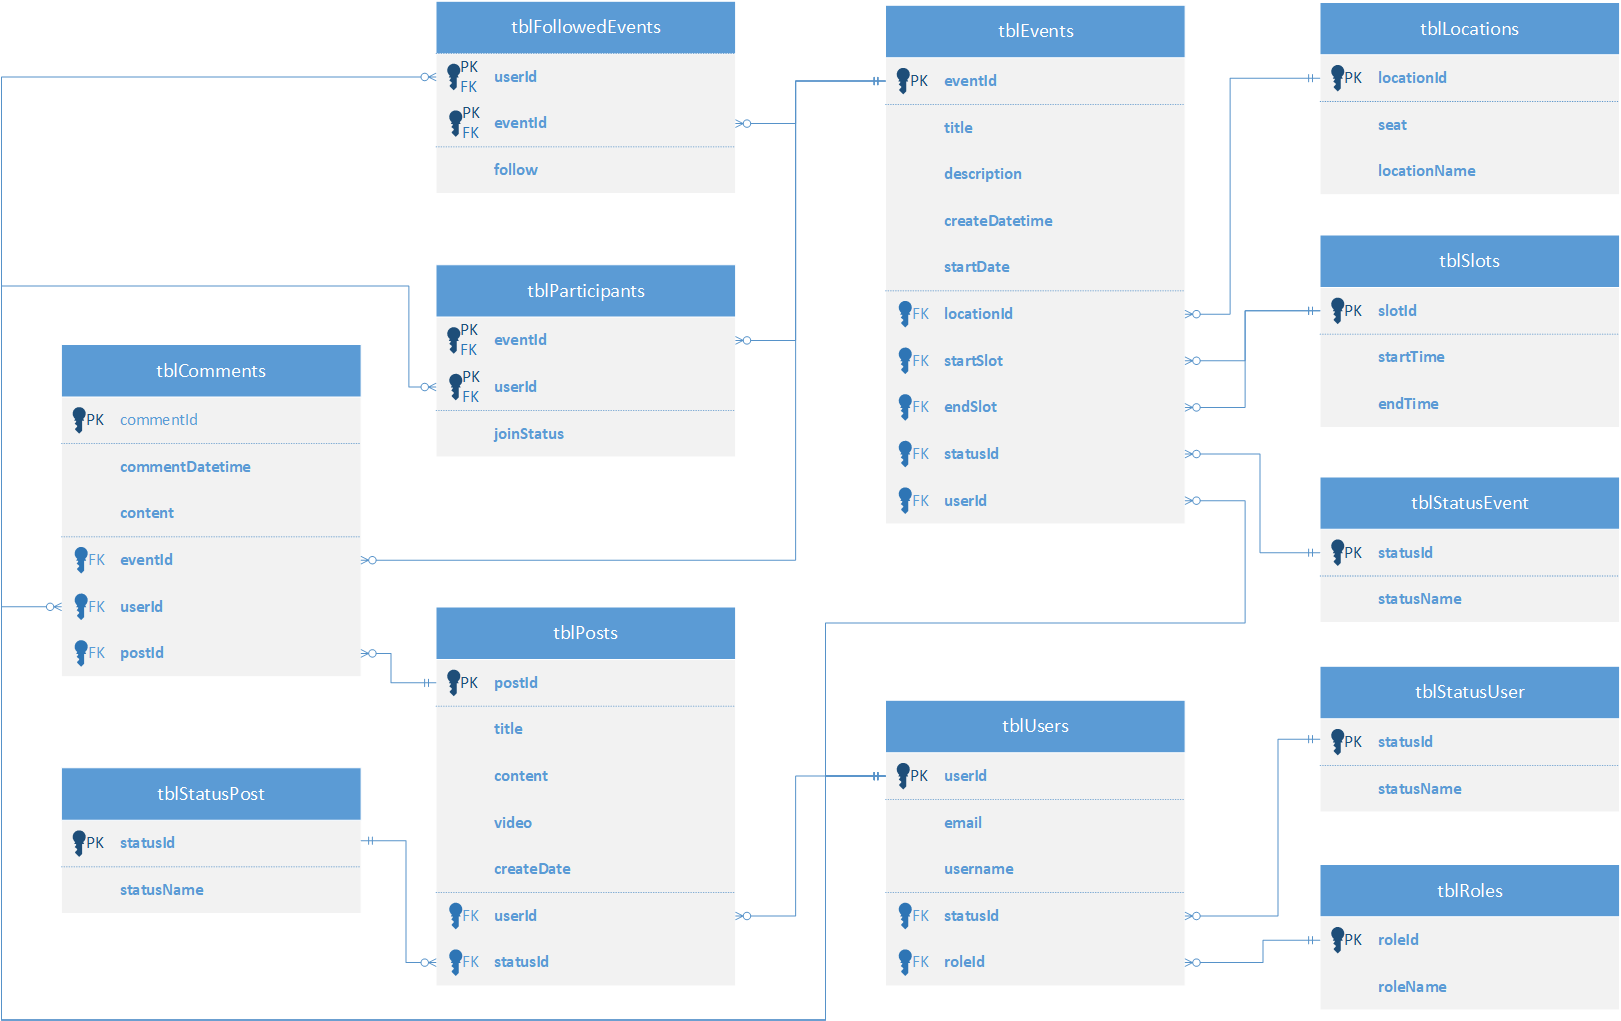 tblFollowedEvents
PK
FK
userId
PK
FK
eventId
follow
tblParticipants
PK
FK
eventId
PK
FK
userId
joinStatus
tblComments
PK commentId
commentDatetime
content
FK eventId
FK userId
FK postId
tblPosts
PK postId
title
content
video
createDate
FK userId
FK statusId
tblStatusPost
PK statusId
statusName
tblEvents
PK eventId
title
description
createDatetime
startDate
FK locationId
FK startSlot
FK endSlot
FK statusId
FK userId
tblUsers
PK userId
email
username
FK statusId
FK roleId
tblLocations
PK locationId
seat
locationName
tblSlots
PK slotId
startTime
endTime
tblStatusEvent
PK statusId
statusName
tblStatusUser
PK statusId
statusName
tblRoles
PK roleId
roleName